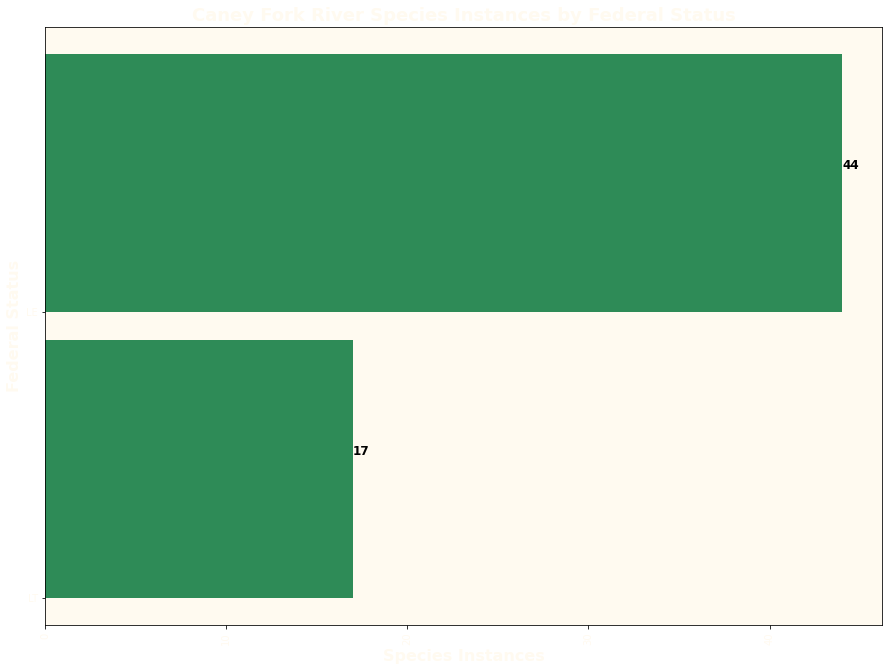 Caney Fork River Species Instances by Federal Status
44
Federal Status
17
Species Instances